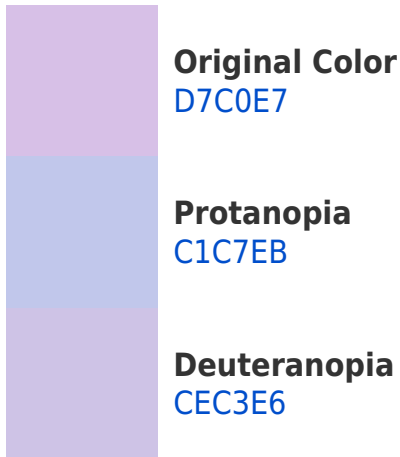 Original Color
D7C0E7
Protanopia
C1C7EB
Deuteranopia
CEC3E6